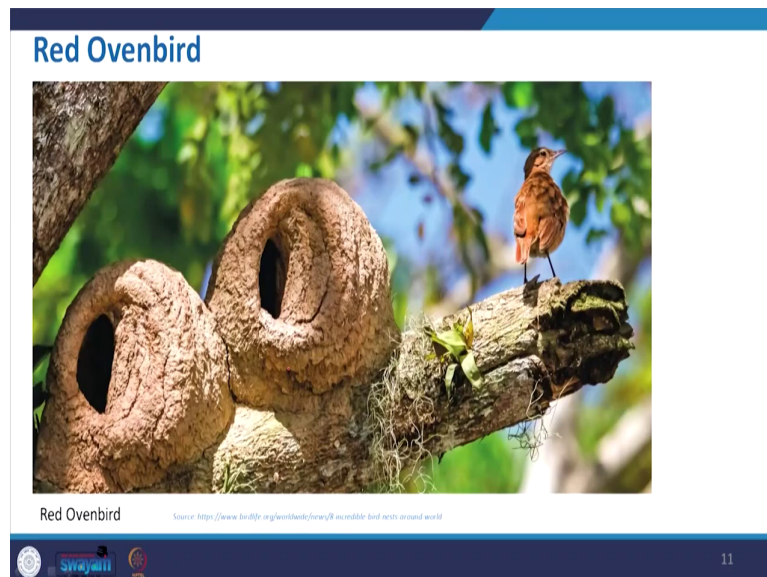 Red Ovenbird
Red Ovenbird
Source: https://www.birdlife.org/worldwide/news/8-incredible-bird-nests-around-world
swayam
11